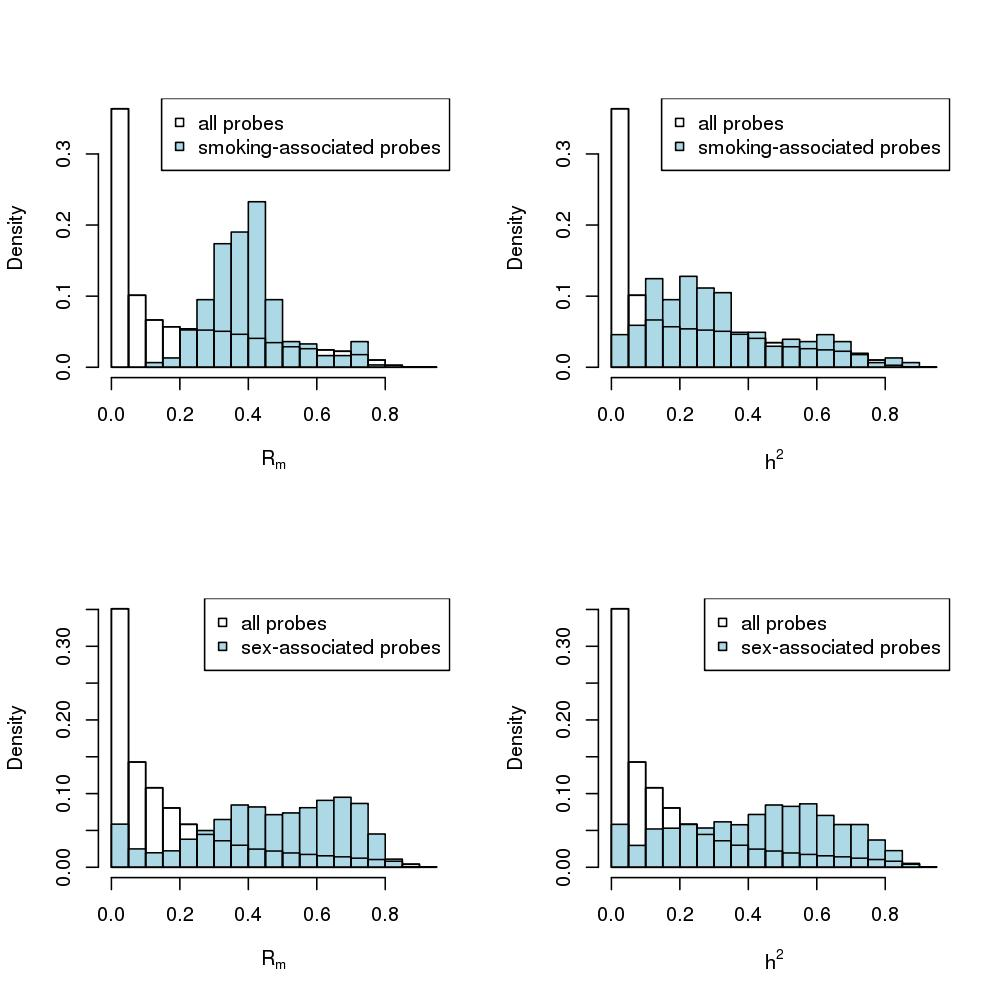 all probes
smoking-associated probes
Density
0.0 0.1 0.2 0.3
0.0 0.2 0.4 0.6 0.8
Rm
all probes
smoking-associated probes
Density
0.0 0.1 0.2 0.3
0.0 0.2 0.4 0.6 0.8
h²
all probes
sex-associated probes
Density
0.00 0.10 0.20 0.30
0.0 0.2 0.4 0.6 0.8
Rm
all probes
sex-associated probes
Density
0.00 0.10 0.20 0.30
0.0 0.2 0.4 0.6 0.8
h²